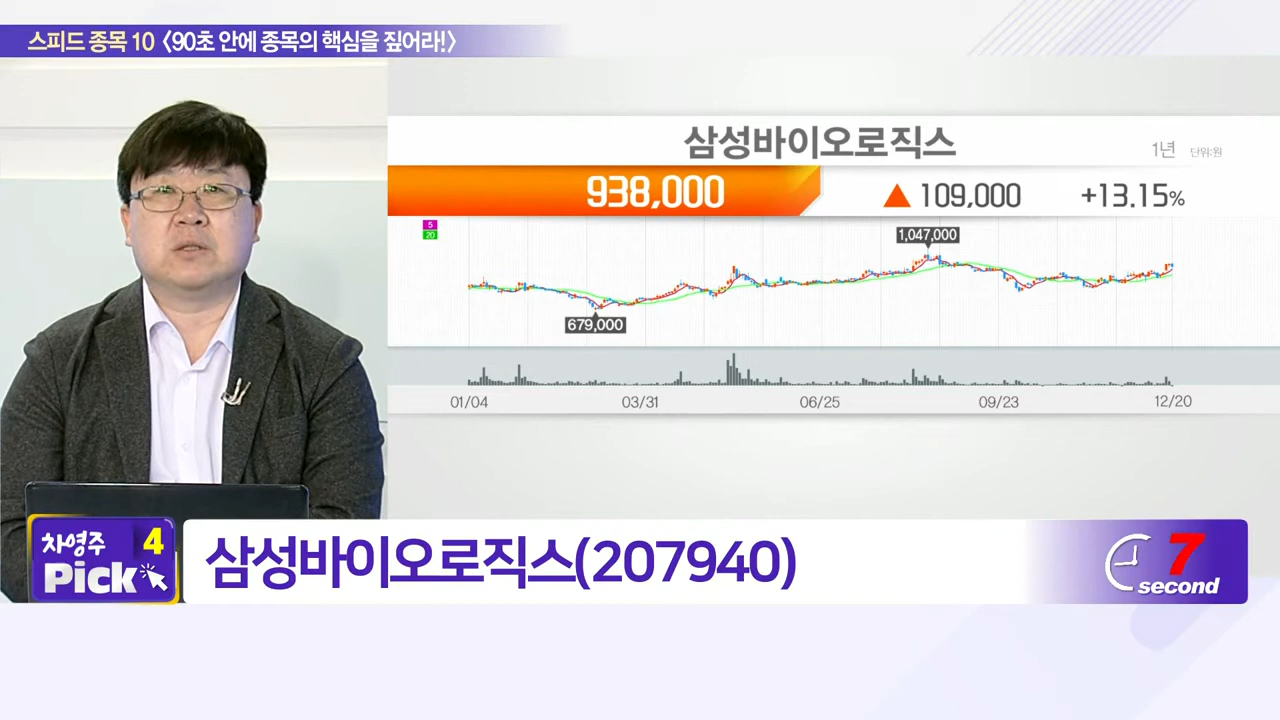 스피드 종목 10 〈90초 안에 종목의 핵심을 짚어라!〉
삼성바이오로직스
1년 단위:원
938,000 ▲ 109,000 +13.15%
5
20
1,047,000
679,000
01/04 03/31 06/25 09/23 12/20
차영주 4
Pick
삼성바이오로직스(207940)
7
second